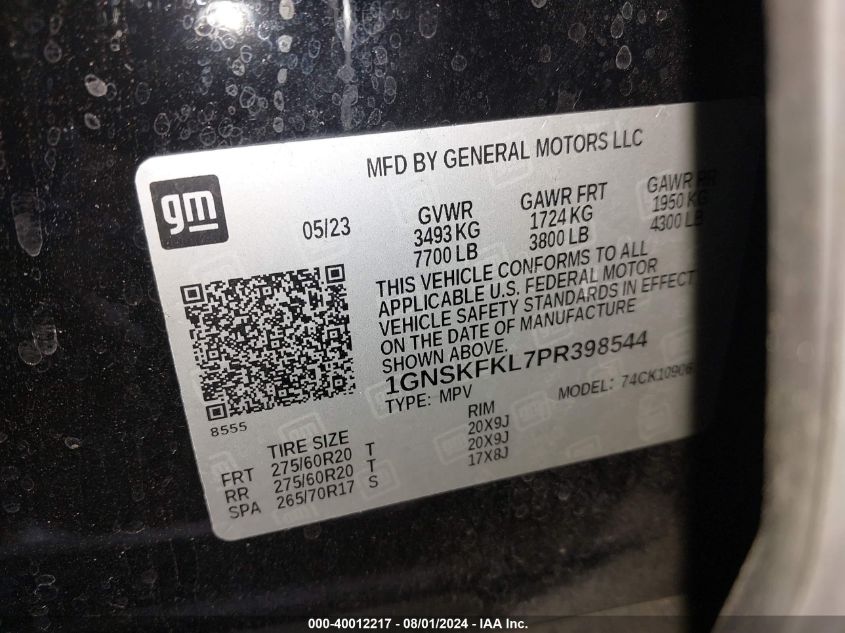 MFD BY GENERAL MOTORS LLC
gm
05/23
GVWR GAWR FRT GAWR RR
3493 KG 1724 KG 1950 KG
7700 LB 3800 LB 4300 LB
THIS VEHICLE CONFORMS TO ALL
APPLICABLE U.S. FEDERAL MOTOR
VEHICLE SAFETY STANDARDS IN EFFECT
ON THE DATE OF MANUFACTURE
SHOWN ABOVE.
1GNSKFKL7PR398544
TYPE: MPV MODEL:
8555
TIRE SIZE RIM
FRT 275/60R20 T 20X9J
RR 275/60R20 T 20X9J
SPA 265/70R17 S 17X8J
000-40012217 - 08/01/2024 - IAA Inc.